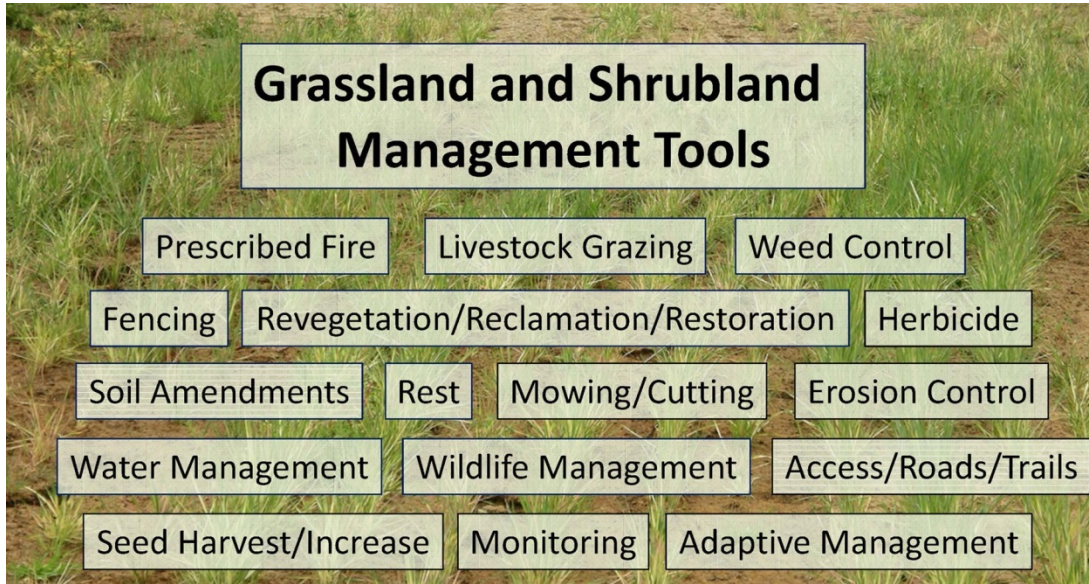 Grassland and Shrubland
Management Tools
Prescribed Fire Livestock Grazing Weed Control
Fencing Revegetation/Reclamation/Restoration Herbicide
Soil Amendments Rest Mowing/Cutting Erosion Control
Water Management Wildlife Management Access/Roads/Trails
Seed Harvest/Increase Monitoring Adaptive Management